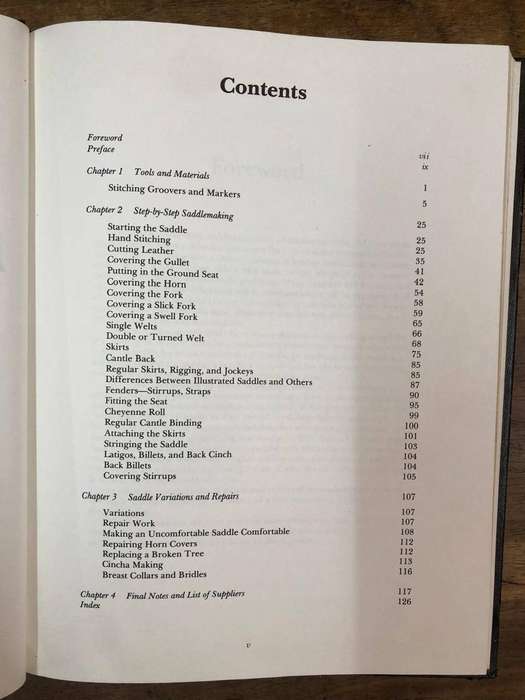 Contents
Foreword vii
Preface ix
Chapter 1 Tools and Materials 1
Stitching Groovers and Markers 5
Chapter 2 Step-by-Step Saddlemaking 25
Starting the Saddle 25
Hand Stitching 25
Cutting Leather 35
Covering the Gullet 41
Putting in the Ground Seat 42
Covering the Horn 54
Covering the Fork 58
Covering a Slick Fork 59
Covering a Swell Fork 65
Single Welts 66
Double or Turned Welt 68
Skirts 75
Cantle Back 85
Regular Skirts, Rigging, and Jockeys 85
Differences Between Illustrated Saddles and Others 87
Fenders—Stirrups, Straps 90
Fitting the Seat 95
Cheyenne Roll 99
Regular Cantle Binding 100
Attaching the Skirts 101
Stringing the Saddle 103
Latigos, Billets, and Back Cinch 104
Back Billets 104
Covering Stirrups 105
Chapter 3 Saddle Variations and Repairs 107
Variations 107
Repair Work 107
Making an Uncomfortable Saddle Comfortable 108
Repairing Horn Covers 112
Replacing a Broken Tree 112
Cincha Making 113
Breast Collars and Bridles 116
Chapter 4 Final Notes and List of Suppliers 117
Index 126
v